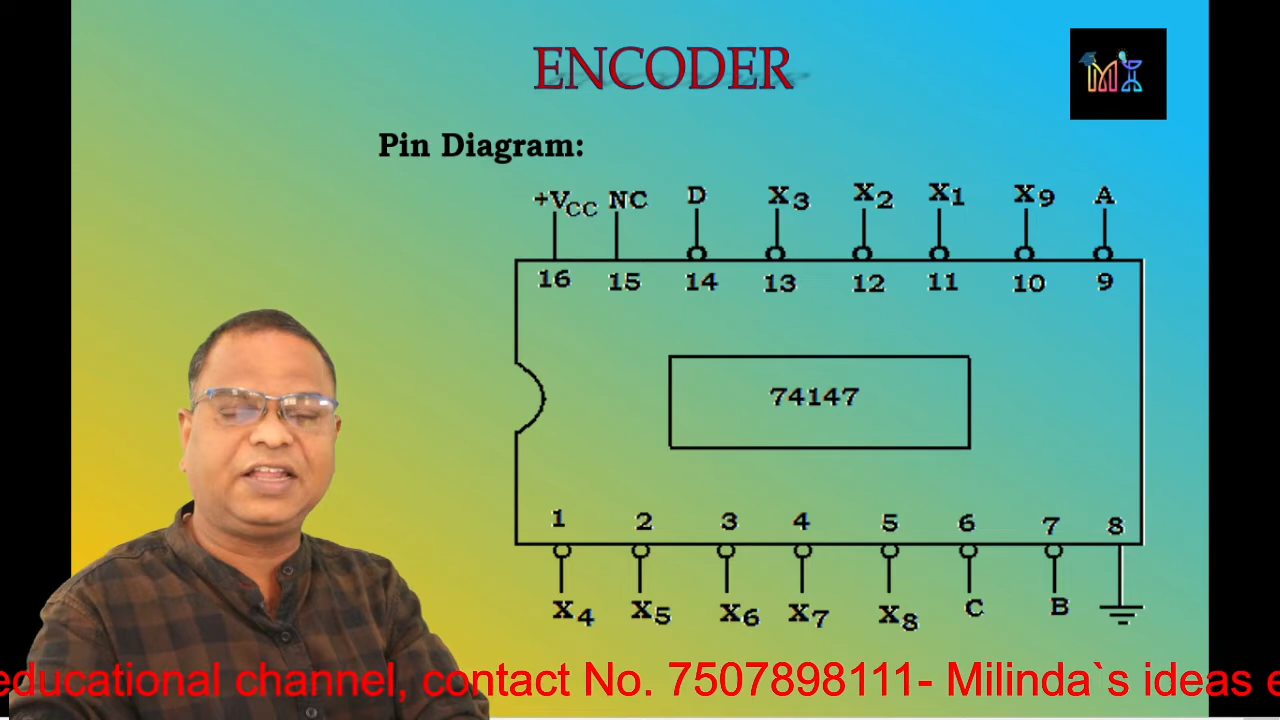 ENCODER
MI
Pin Diagram:
+VCC NC D X3 X2 X1 X9 A
16 15 14 13 12 11 10 9
74147
1 2 3 4 5 6 7 8
X4 X5 X6 X7 X8 C B
educational channel, contact No. 7507898111- Milinda`s ideas e